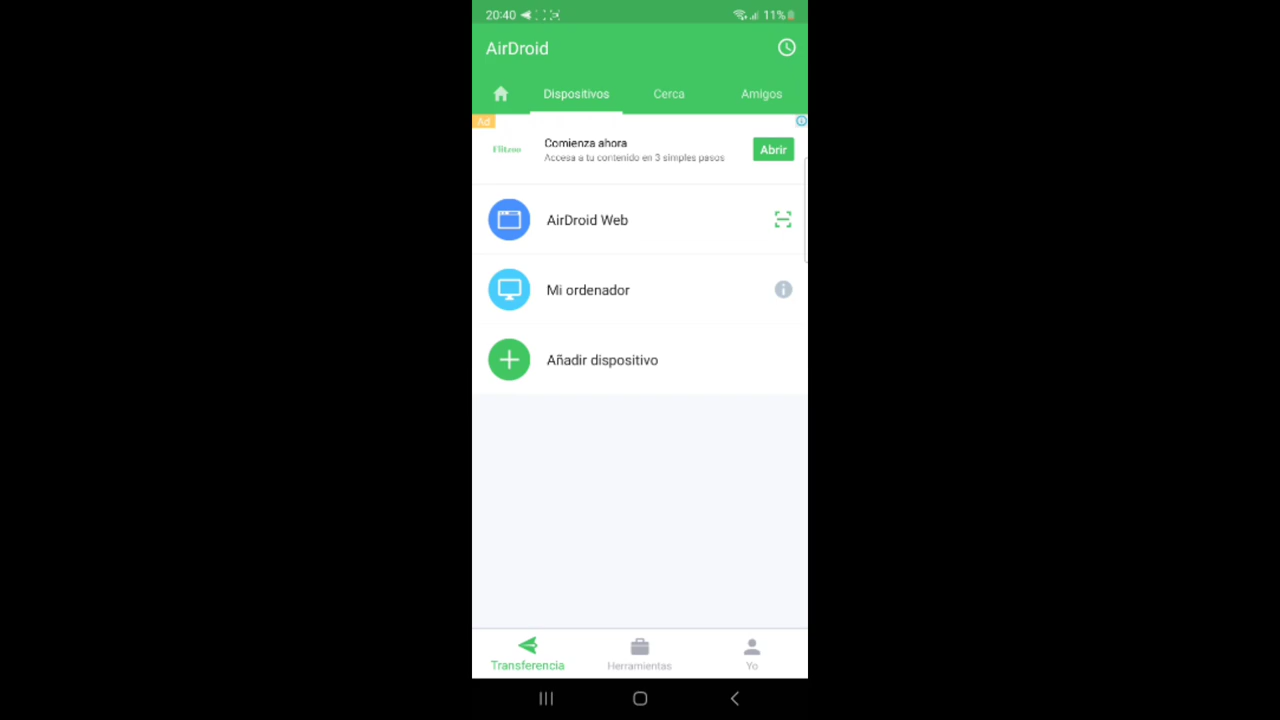 20:40
11%
AirDroid
Dispositivos
Cerca
Amigos
Ad
Comienza ahora
Accesa a tu contenido en 3 simples pasos
Abrir
AirDroid Web
Mi ordenador
Añadir dispositivo
Transferencia
Herramientas
Yo